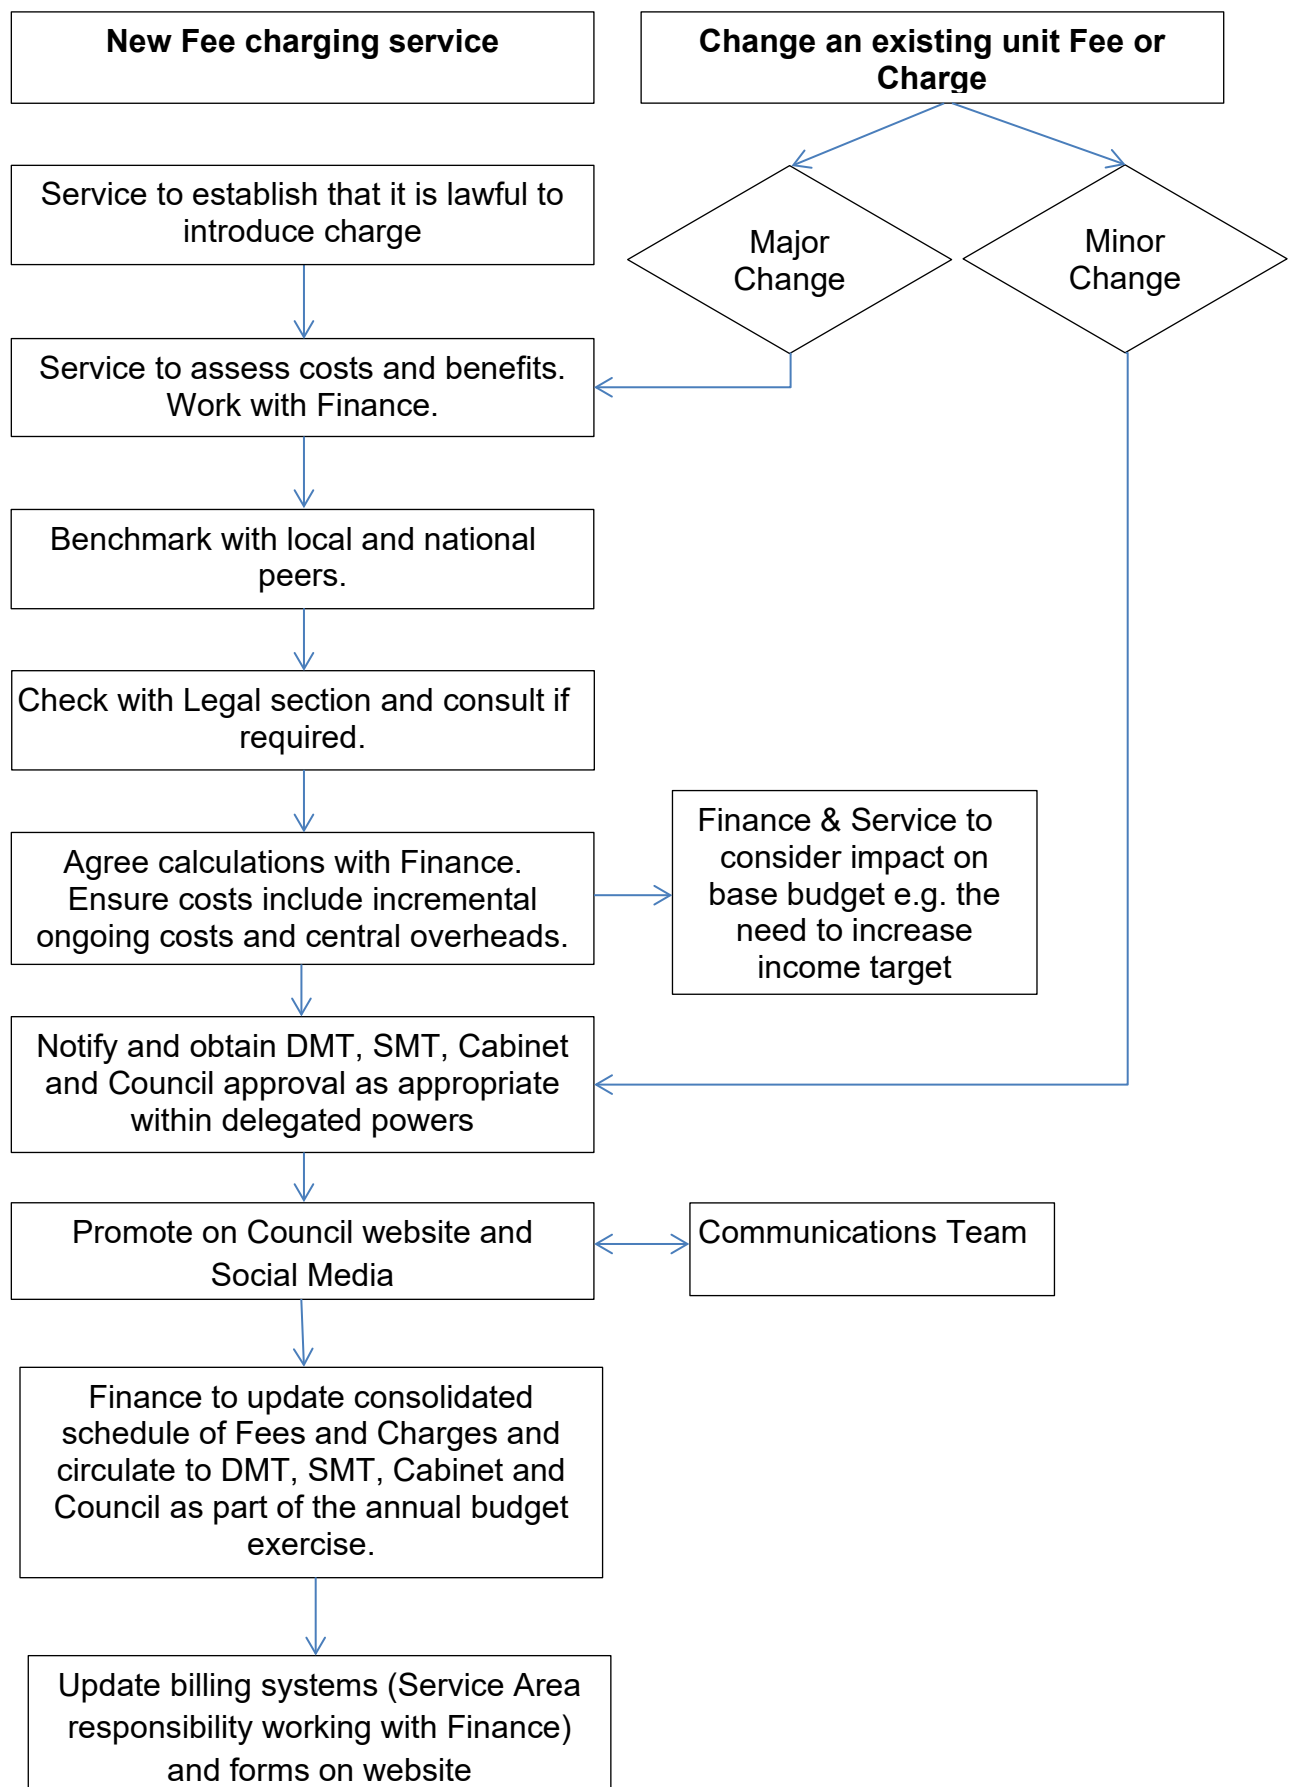 New Fee charging service
Change an existing unit Fee or
Charge
Service to establish that it is lawful to
introduce charge
Major
Change
Minor
Change
Service to assess costs and benefits.
Work with Finance.
Benchmark with local and national
peers.
Check with Legal section and consult if
required.
Agree calculations with Finance.
Ensure costs include incremental
ongoing costs and central overheads.
Finance & Service to
consider impact on
base budget e.g. the
need to increase
income target
Notify and obtain DMT, SMT, Cabinet
and Council approval as appropriate
within delegated powers
Promote on Council website and
Social Media
Communications Team
Finance to update consolidated
schedule of Fees and Charges and
circulate to DMT, SMT, Cabinet and
Council as part of the annual budget
exercise.
Update billing systems (Service Area
responsibility working with Finance)
and forms on website